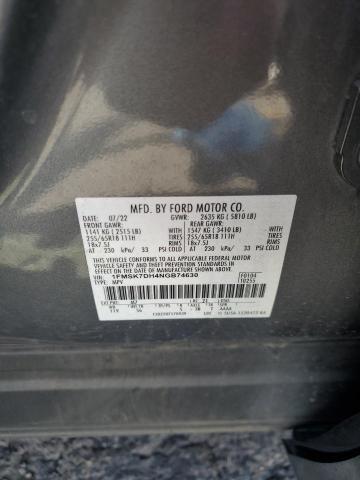 MFD. BY FORD MOTOR CO.
DATE: 07/22 GVWR: 2635 KG ( 5810 LB)
FRONT GAWR: REAR GAWR:
1141 KG ( 2515 LB) 1547 KG ( 3410 LB)
255/65R18 111H TIRES 255/65R18 111H TIRES
18x7.5J RIMS 18x7.5J RIMS
AT 230 kPa/ 33 PSI COLD AT 230 kPa/ 33 PSI COLD
THIS VEHICLE CONFORMS TO ALL APPLICABLE FEDERAL MOTOR
VEHICLE SAFETY AND THEFT PREVENTION STANDARDS IN EFFECT
ON THE DATE OF MANUFACTURE SHOWN ABOVE.
VIN: 1FMSK7DH4NGB74630 F0104
TYPE: MPV 10255